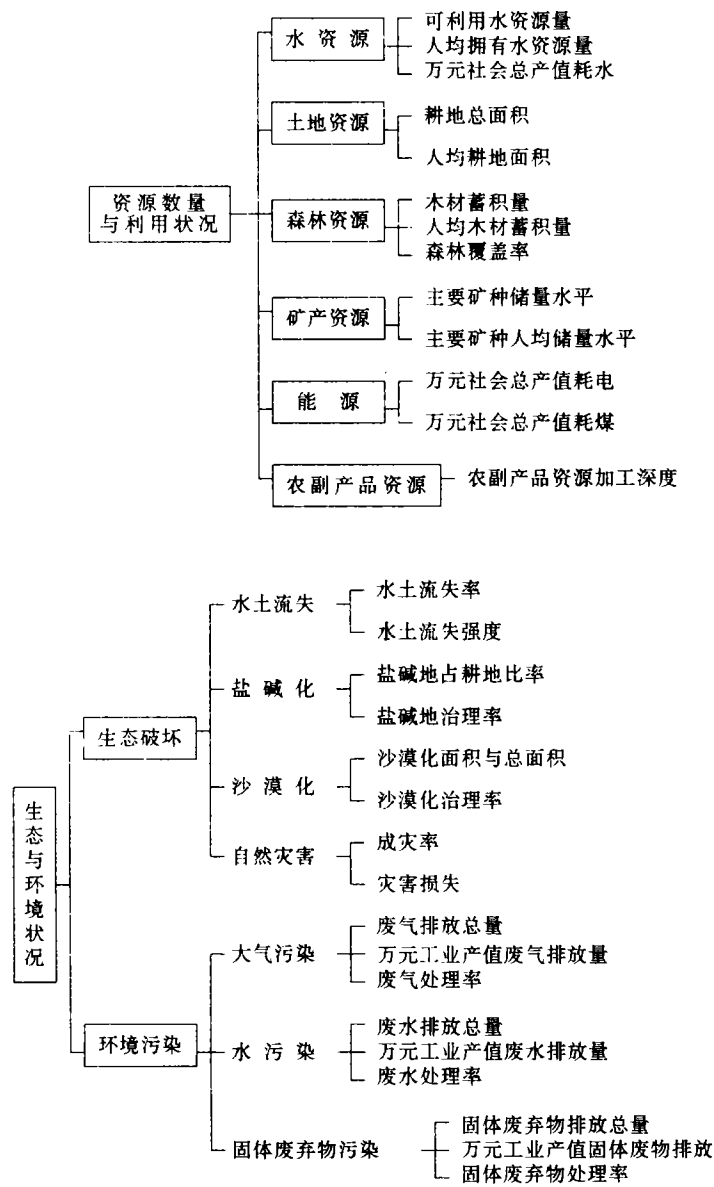 资源数量
与利用状况
水资源
可利用水资源量
人均拥有水资源量
万元社会总产值耗水
土地资源
耕地总面积
人均耕地面积
森林资源
木材蓄积量
人均木材蓄积量
森林覆盖率
矿产资源
主要矿种储量水平
主要矿种人均储量水平
能源
万元社会总产值耗电
万元社会总产值耗煤
农副产品资源
农副产品资源加工深度
生态与环境状况
生态破坏
水土流失
水土流失率
水土流失强度
盐碱化
盐碱地占耕地比率
盐碱地治理率
沙漠化
沙漠化面积与总面积
沙漠化治理率
自然灾害
成灾率
灾害损失
环境污染
大气污染
废气排放总量
万元工业产值废气排放量
废气处理率
水污染
废水排放总量
万元工业产值废水排放量
废水处理率
固体废弃物污染
固体废弃物排放总量
万元工业产值固体废物排放
固体废弃物处理率